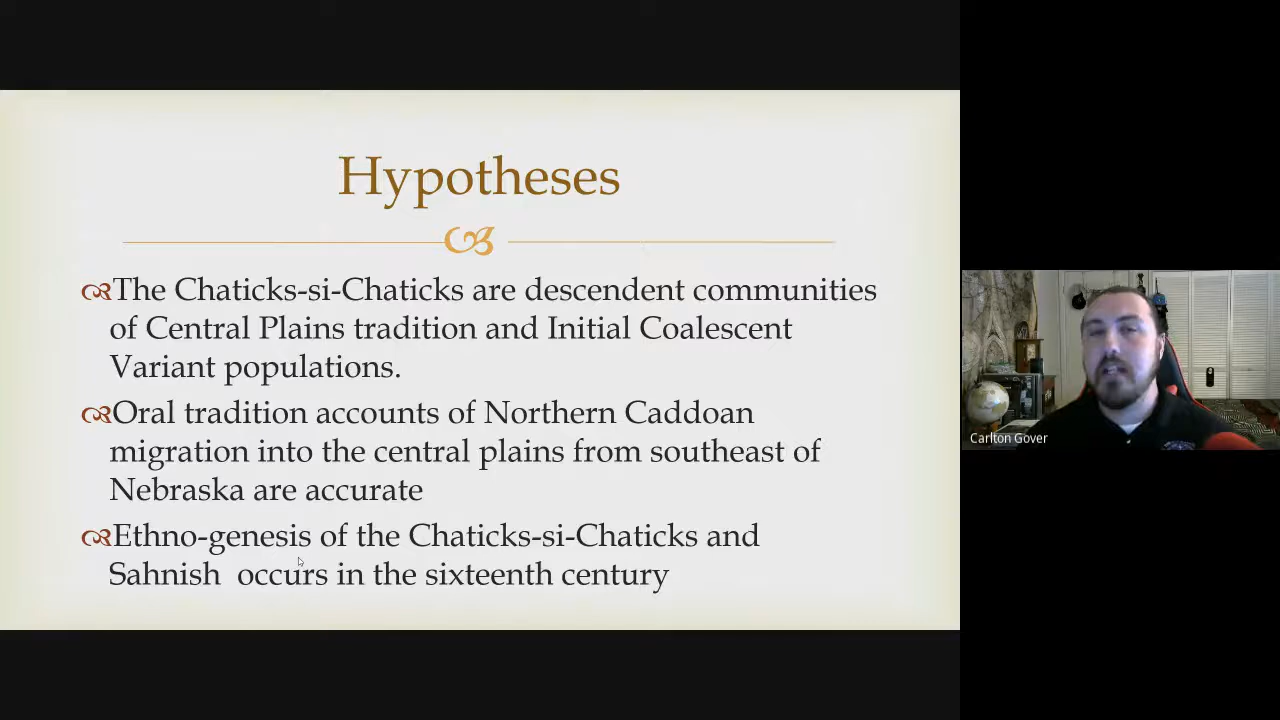 Hypotheses
The Chaticks-si-Chaticks are descendent communities
of Central Plains tradition and Initial Coalescent
Variant populations.
Oral tradition accounts of Northern Caddoan
migration into the central plains from southeast of
Nebraska are accurate
Ethno-genesis of the Chaticks-si-Chaticks and
Sahnish occurs in the sixteenth century
Carlton Gover